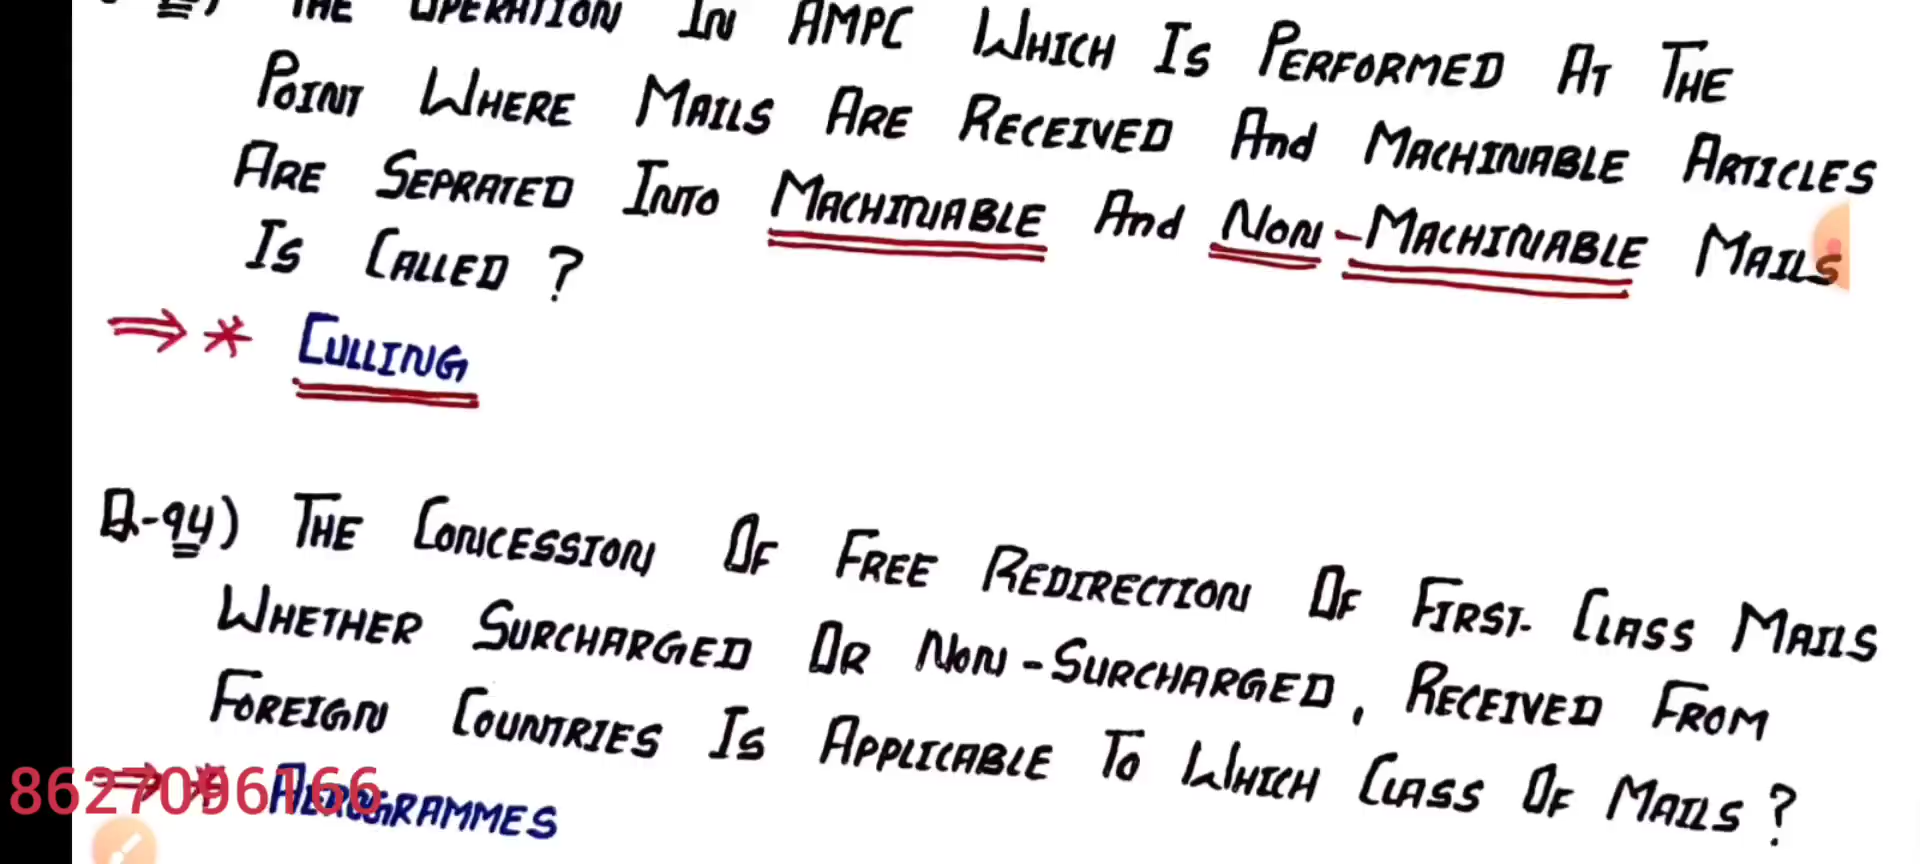 THE OPERATION IN AMPC WHICH IS PERFORMED AT THE
POINT WHERE MAILS ARE RECEIVED And MACHINABLE ARTICLES
ARE SEPRATED INTO MACHINABLE And NON-MACHINABLE MAILS
IS CALLED ?
⇒ * CULLING
Q-94) THE CONCESSION OF FREE REDIRECTION OF FIRST-CLASS MAILS
WHETHER SURCHARGED OR NON-SURCHARGED, RECEIVED FROM
FOREIGN COUNTRIES IS APPLICABLE TO WHICH CLASS OF MAILS ?
⇒ * AEROGRAMMES
8627096166